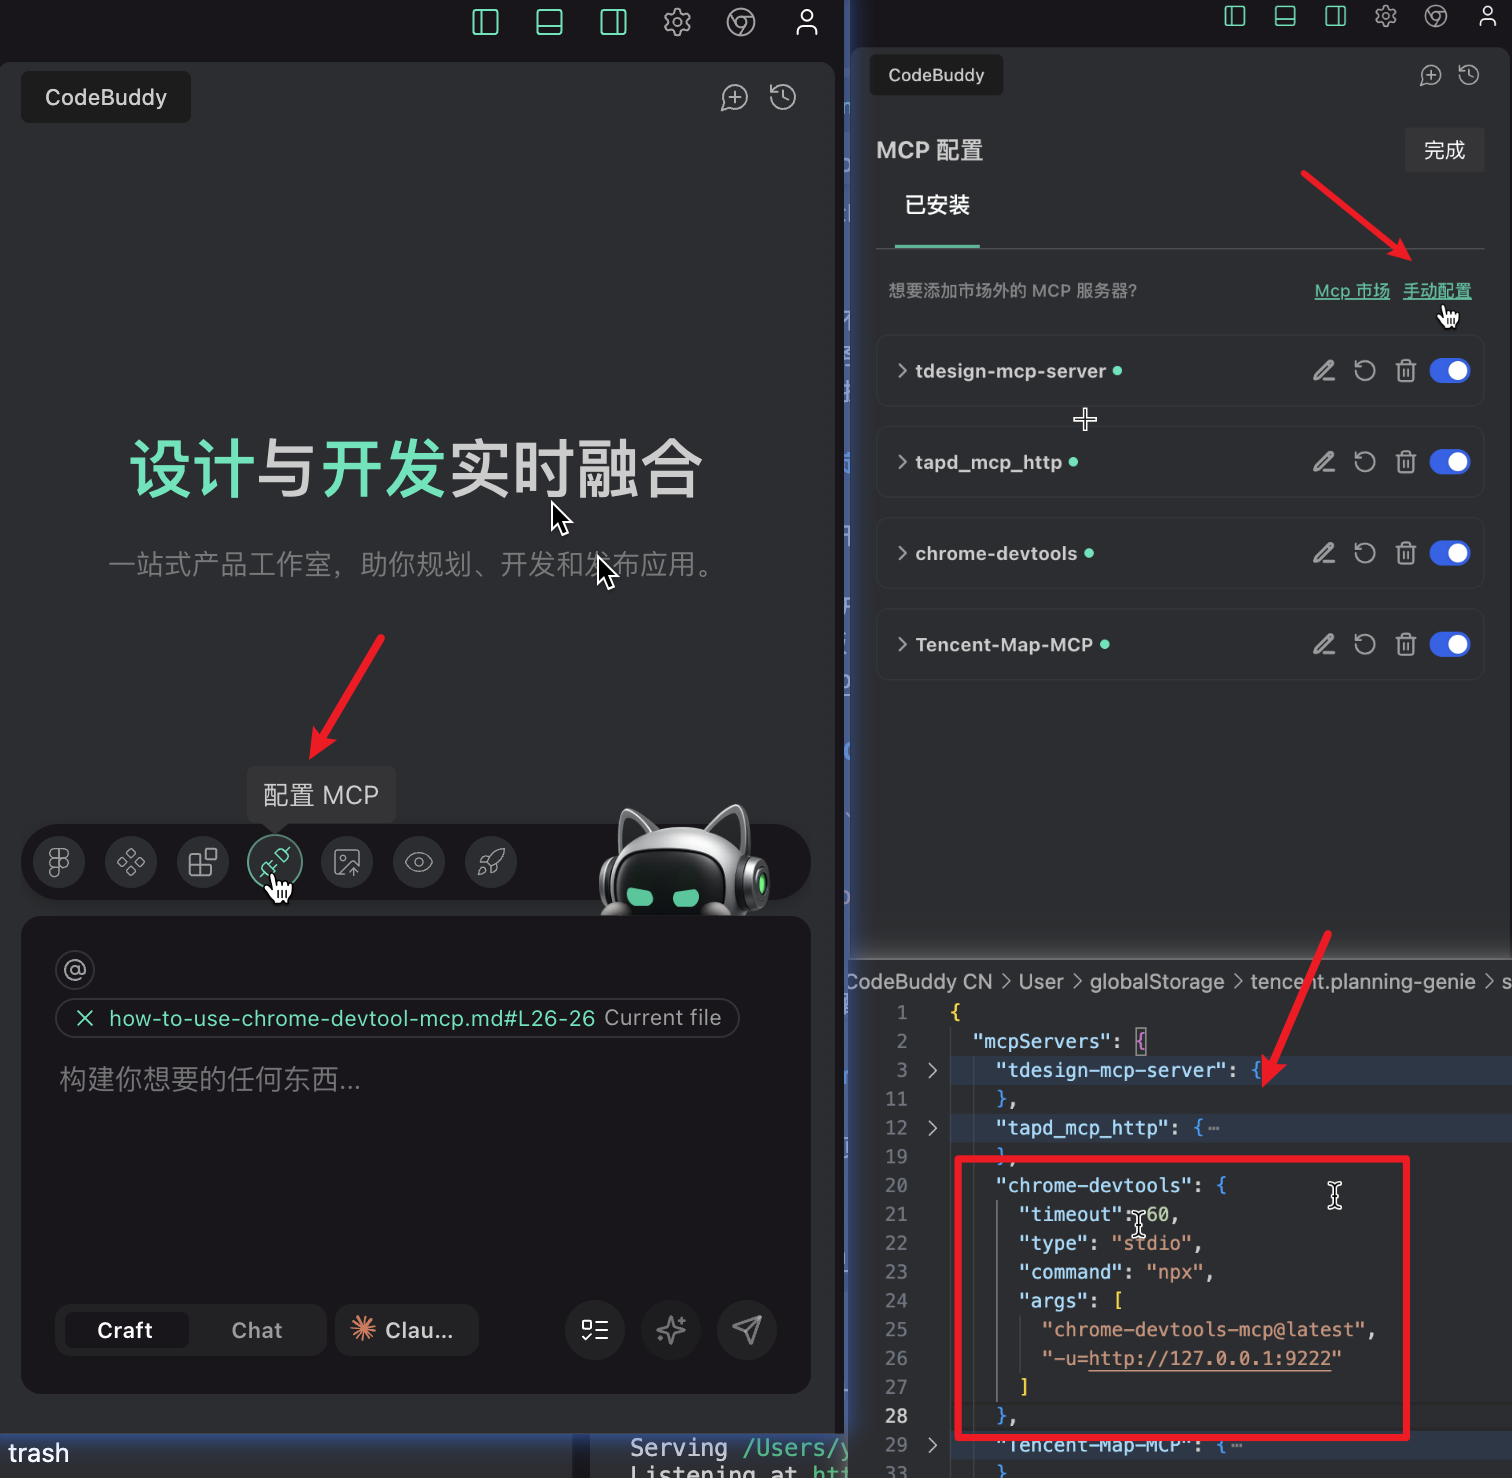 CodeBuddy
设计与开发实时融合
一站式产品工作室，助你规划、开发和发布应用。
配置 MCP
@
how-to-use-chrome-devtool-mcp.md#L26-26 Current file
构建你想要的任何东西...
Craft
Chat
Clau...
trash
Serving /Users/y
Listening at htt
CodeBuddy
MCP 配置
完成
已安装
想要添加市场外的 MCP 服务器?
Mcp 市场
手动配置
tdesign-mcp-server
tapd_mcp_http
chrome-devtools
Tencent-Map-MCP
CodeBuddy CN > User > globalStorage > tencent.planning-genie > s
1 {
2 "mcpServers": {
3 "tdesign-mcp-server": {
11 },
12 "tapd_mcp_http": { ⋯
19 },
20 "chrome-devtools": {
21 "timeout": 60,
22 "type": "stdio",
23 "command": "npx",
24 "args": [
25 "chrome-devtools-mcp@latest",
26 "-u=http://127.0.0.1:9222"
27 ]
28 },
29 "Tencent-Map-MCP": { ⋯
33 }